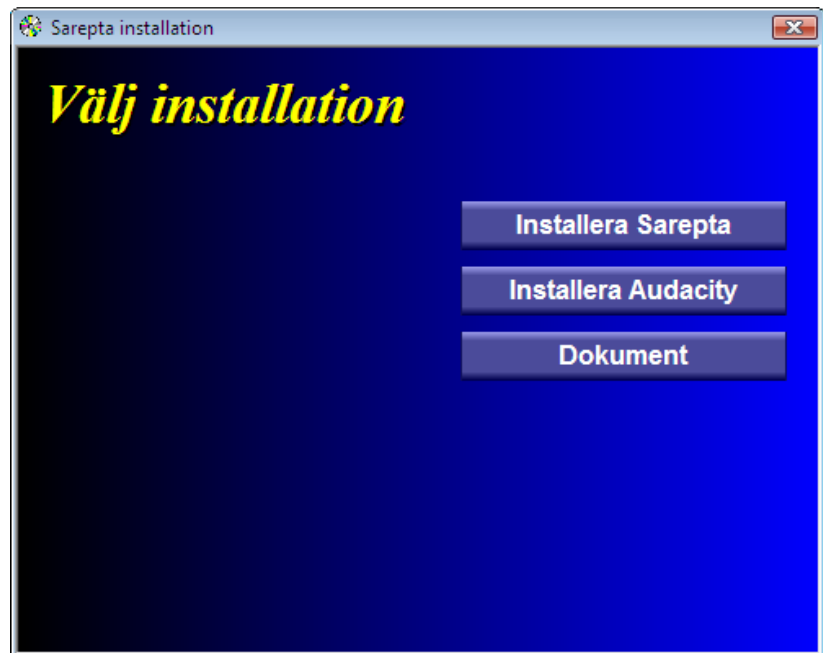 Sarepta installation
Välj installation
Installera Sarepta
Installera Audacity
Dokument